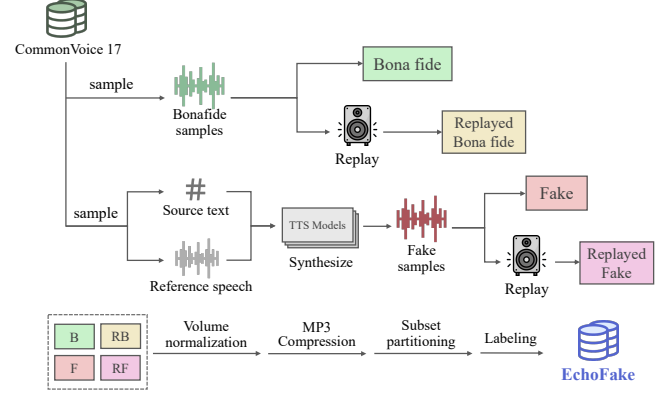 CommonVoice 17
sample
Bonafide
samples
Bona fide
Replay
Replayed
Bona fide
sample
#
Source text
Reference speech
TTS Models
Synthesize
Fake
samples
Fake
Replay
Replayed
Fake
B
RB
F
RF
Volume
normalization
MP3
Compression
Subset
partitioning
Labeling
EchoFake